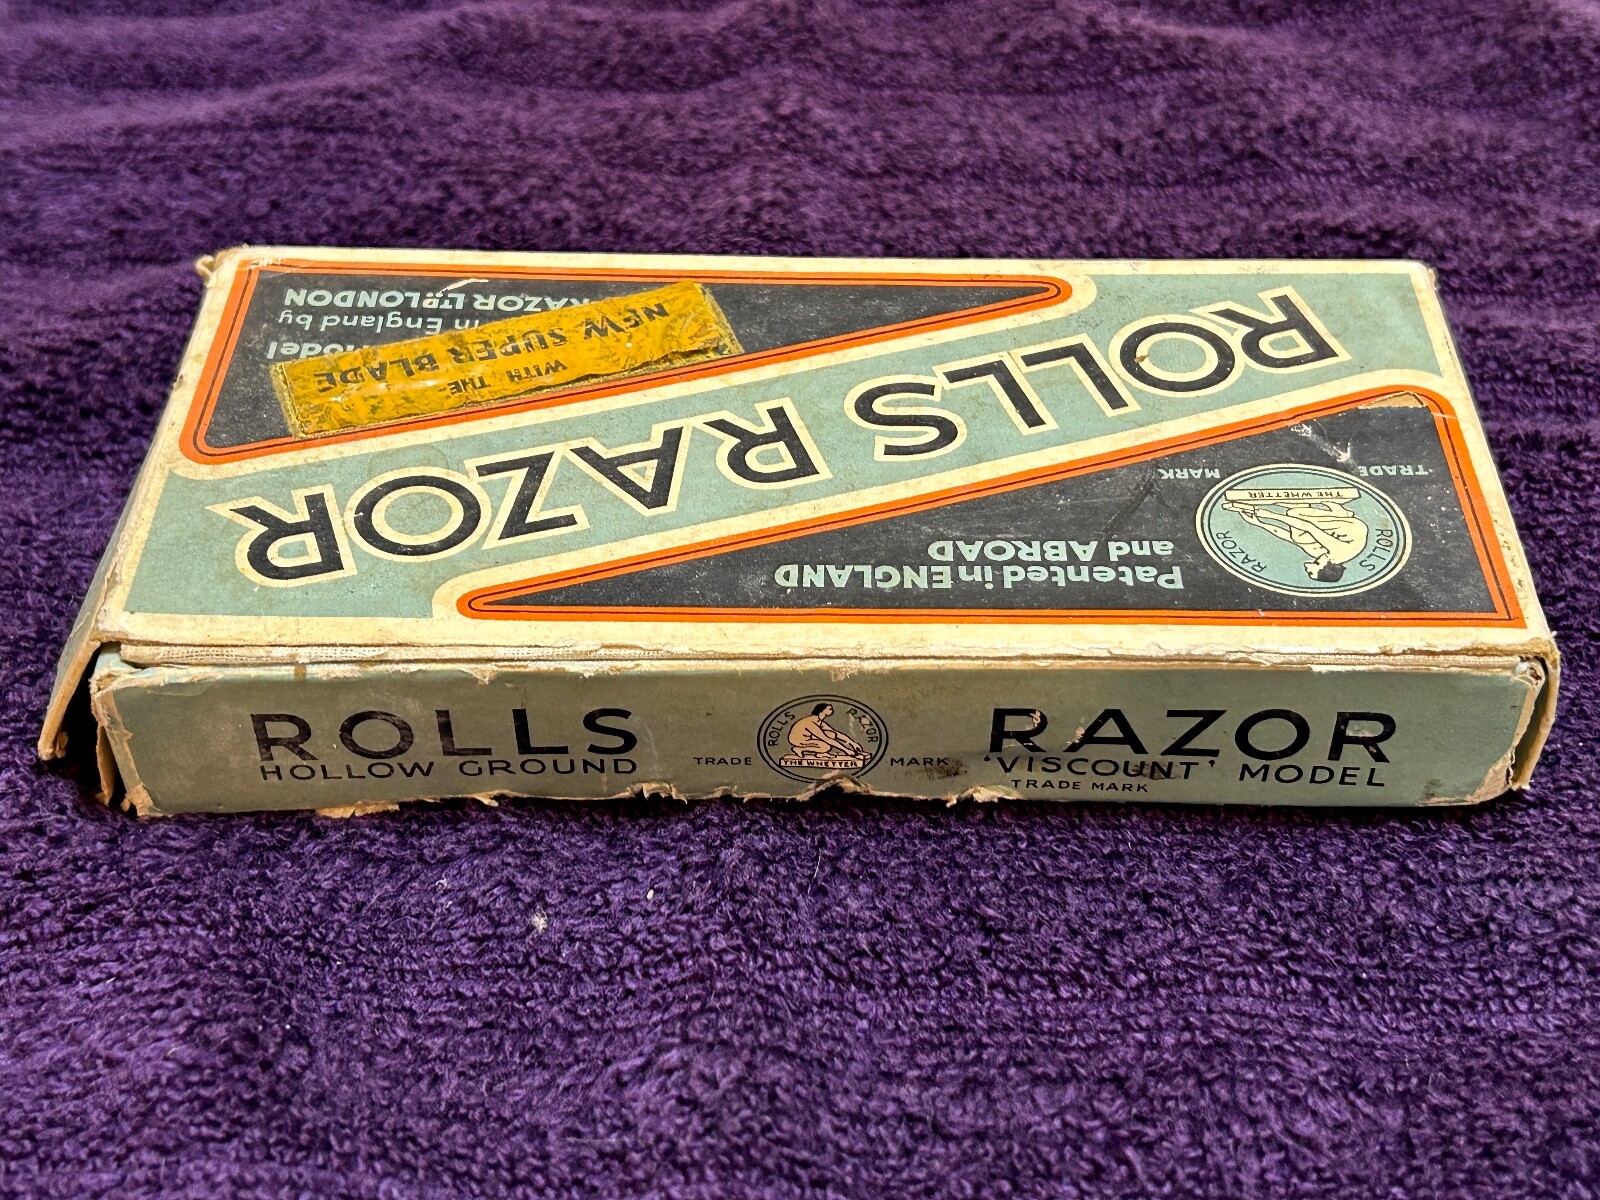 ROLLS RAZOR
Patented in ENGLAND
and ABROAD
TRADE MARK
ROLLS RAZOR
THE WHETTER
in England by
RAZOR LTD LONDON
WITH THE
NEW SUPER BLADE
ROLLS RAZOR
HOLLOW GROUND
TRADE MARK
ROLLS RAZOR
THE WHETTER
'VISCOUNT' MODEL
TRADE MARK